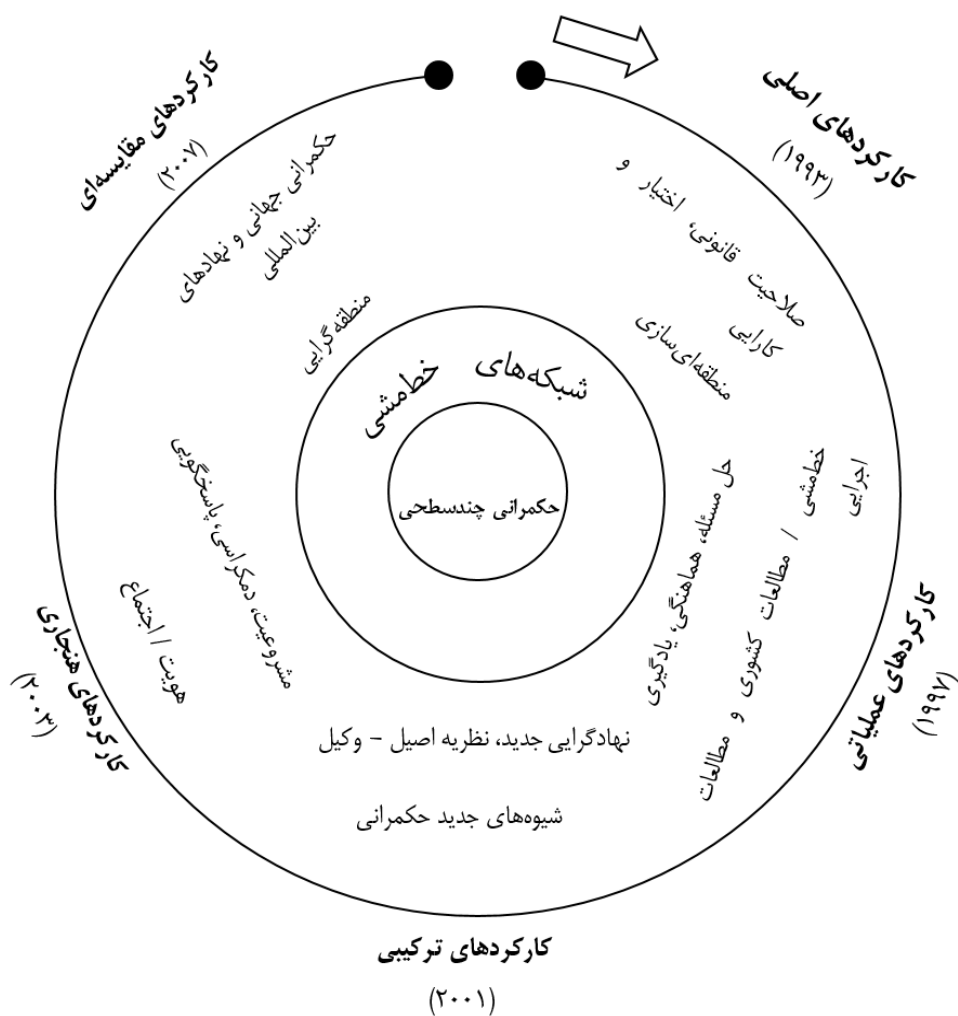 کارکردهای اصلی
(۱۹۹۳)
صلاحیت قانونی، اختیار و
کارایی
منطقه‌ای سازی
کارکردهای عملیاتی
(۱۹۹۷)
حل مسئله، هماهنگی، یادگیری
خط‌مشی / مطالعات کشوری و مطالعات
اجرایی
کارکردهای ترکیبی
(۲۰۰۱)
نهادگرایی جدید، نظریه اصیل - وکیل
شیوه‌های جدید حکمرانی
کارکردهای هنجاری
(۲۰۰۳)
مشروعیت، دمکراسی، پاسخگویی
هویت / اجتماع
کارکردهای مقایسه‌ای
(۲۰۰۷)
حکمرانی جهانی و نهادهای
بین‌المللی
منطقه‌گرایی
شبکه‌های خط‌مشی
حکمرانی چندسطحی